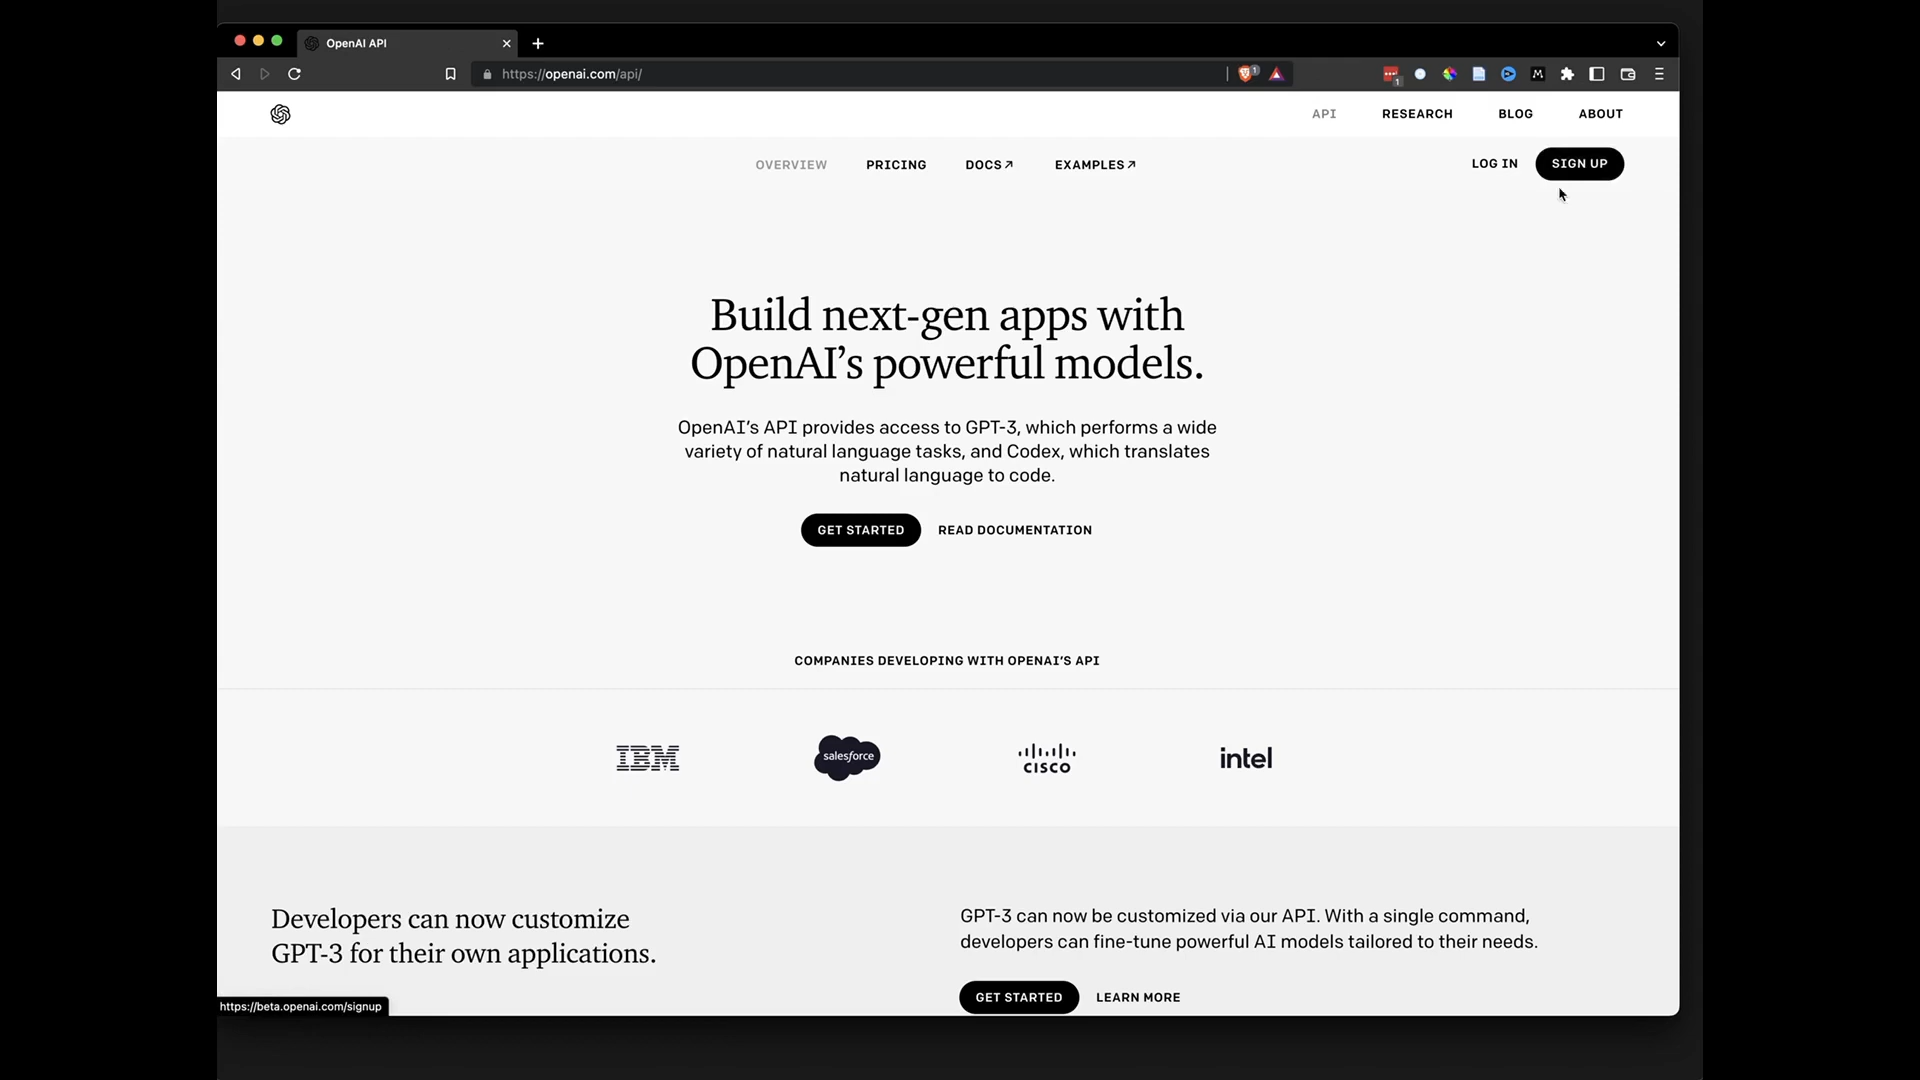 OpenAI API
https://openai.com/api/
1
1
M
API
RESEARCH
BLOG
ABOUT
OVERVIEW
PRICING
DOCS↗
EXAMPLES↗
LOG IN
SIGN UP
Build next-gen apps with
OpenAI’s powerful models.
OpenAI’s API provides access to GPT-3, which performs a wide
variety of natural language tasks, and Codex, which translates
natural language to code.
GET STARTED
READ DOCUMENTATION
COMPANIES DEVELOPING WITH OPENAI’S API
IBM
salesforce
CISCO
intel
Developers can now customize
GPT-3 for their own applications.
GPT-3 can now be customized via our API. With a single command,
developers can fine-tune powerful AI models tailored to their needs.
GET STARTED
LEARN MORE
https://beta.openai.com/signup